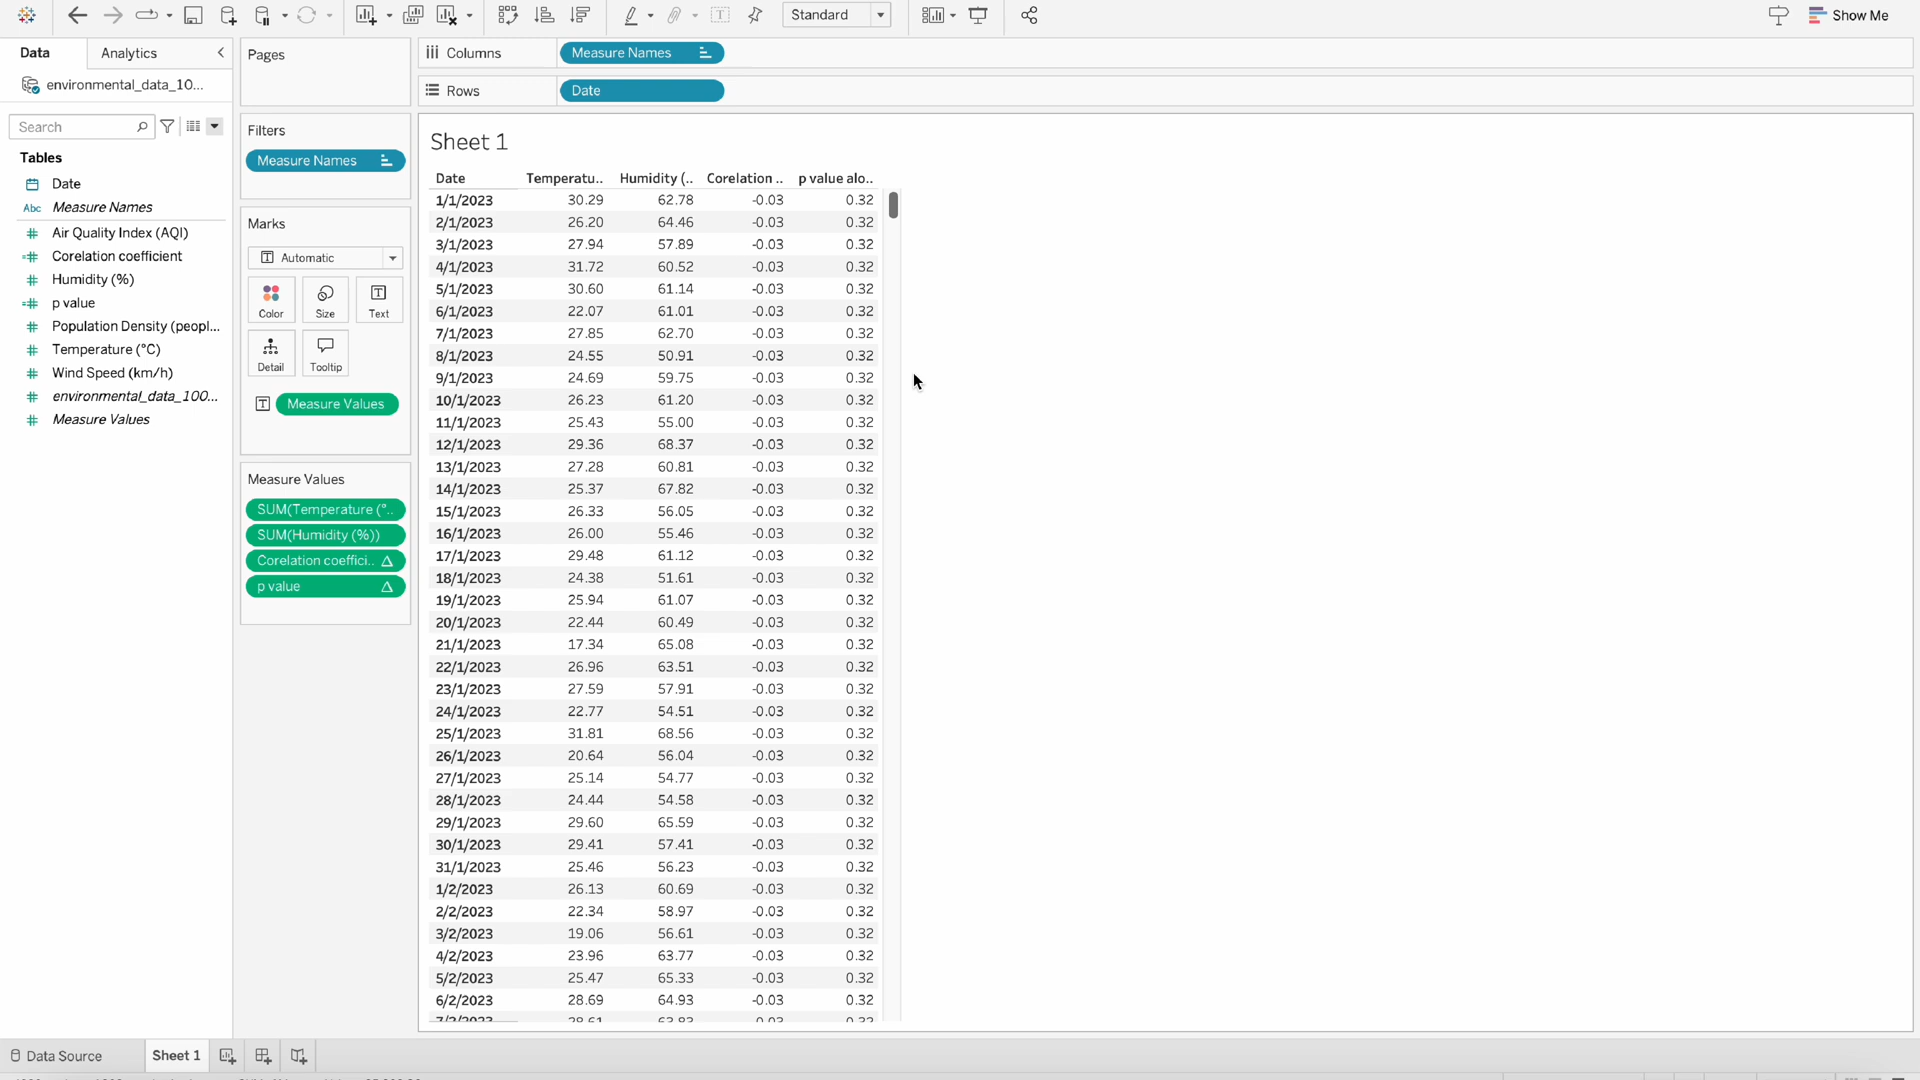 Standard
Show Me
Data
Analytics
Pages
Columns
Measure Names
environmental_data_10...
Rows
Date
Search
Filters
Measure Names
Tables
Date
Abc Measure Names
Air Quality Index (AQI)
Corelation coefficient
Humidity (%)
p value
Population Density (peopl...
Temperature (°C)
Wind Speed (km/h)
environmental_data_100...
Measure Values
Marks
Automatic
Color
Size
Text
Detail
Tooltip
Measure Values
Measure Values
SUM(Temperature (°..
SUM(Humidity (%))
Corelation coeffici..
p value
Sheet 1
Date Temperatu.. Humidity (.. Corelation .. p value alo..
1/1/2023 30.29 62.78 -0.03 0.32
2/1/2023 26.20 64.46 -0.03 0.32
3/1/2023 27.94 57.89 -0.03 0.32
4/1/2023 31.72 60.52 -0.03 0.32
5/1/2023 30.60 61.14 -0.03 0.32
6/1/2023 22.07 61.01 -0.03 0.32
7/1/2023 27.85 62.70 -0.03 0.32
8/1/2023 24.55 50.91 -0.03 0.32
9/1/2023 24.69 59.75 -0.03 0.32
10/1/2023 26.23 61.20 -0.03 0.32
11/1/2023 25.43 55.00 -0.03 0.32
12/1/2023 29.36 68.37 -0.03 0.32
13/1/2023 27.28 60.81 -0.03 0.32
14/1/2023 25.37 67.82 -0.03 0.32
15/1/2023 26.33 56.05 -0.03 0.32
16/1/2023 26.00 55.46 -0.03 0.32
17/1/2023 29.48 61.12 -0.03 0.32
18/1/2023 24.38 51.61 -0.03 0.32
19/1/2023 25.94 61.07 -0.03 0.32
20/1/2023 22.44 60.49 -0.03 0.32
21/1/2023 17.34 65.08 -0.03 0.32
22/1/2023 26.96 63.51 -0.03 0.32
23/1/2023 27.59 57.91 -0.03 0.32
24/1/2023 22.77 54.51 -0.03 0.32
25/1/2023 31.81 68.56 -0.03 0.32
26/1/2023 20.64 56.04 -0.03 0.32
27/1/2023 25.14 54.77 -0.03 0.32
28/1/2023 24.44 54.58 -0.03 0.32
29/1/2023 29.60 65.59 -0.03 0.32
30/1/2023 29.41 57.41 -0.03 0.32
31/1/2023 25.46 56.23 -0.03 0.32
1/2/2023 26.13 60.69 -0.03 0.32
2/2/2023 22.34 58.97 -0.03 0.32
3/2/2023 19.06 56.61 -0.03 0.32
4/2/2023 23.96 63.77 -0.03 0.32
5/2/2023 25.47 65.33 -0.03 0.32
6/2/2023 28.69 64.93 -0.03 0.32
Data Source
Sheet 1